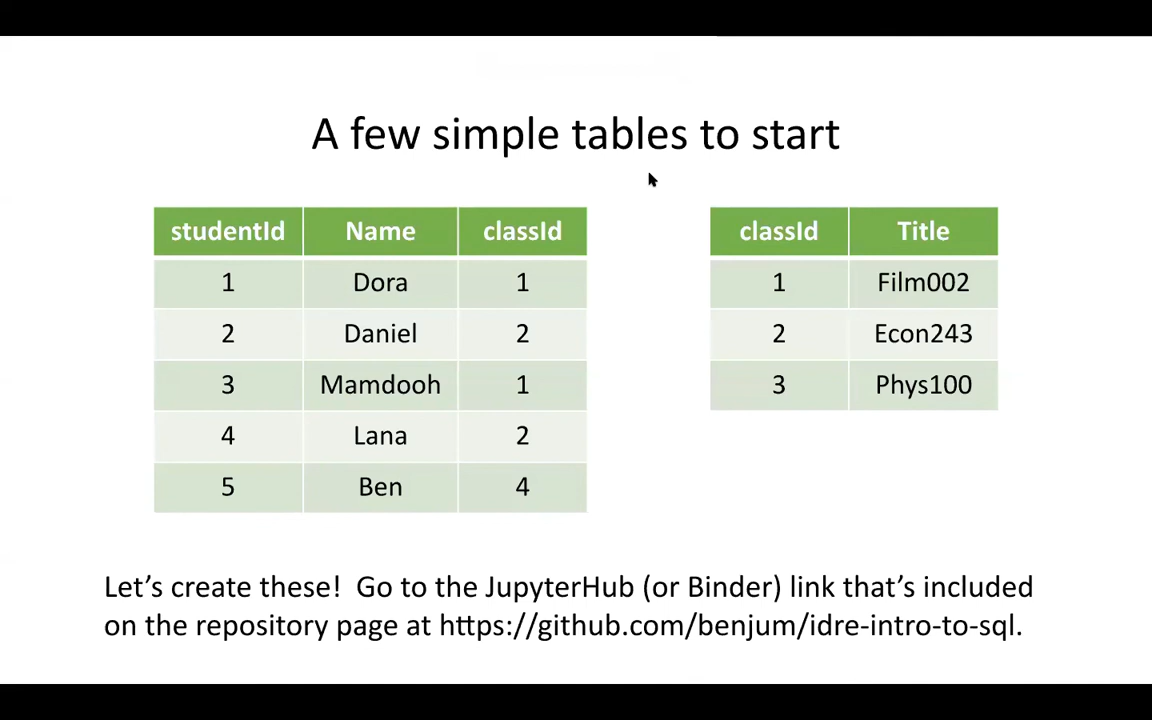 A few simple tables to start
studentId Name classId
1 Dora 1
2 Daniel 2
3 Mamdooh 1
4 Lana 2
5 Ben 4
classId Title
1 Film002
2 Econ243
3 Phys100
Let’s create these!  Go to the JupyterHub (or Binder) link that’s included
on the repository page at https://github.com/benjum/idre-intro-to-sql.